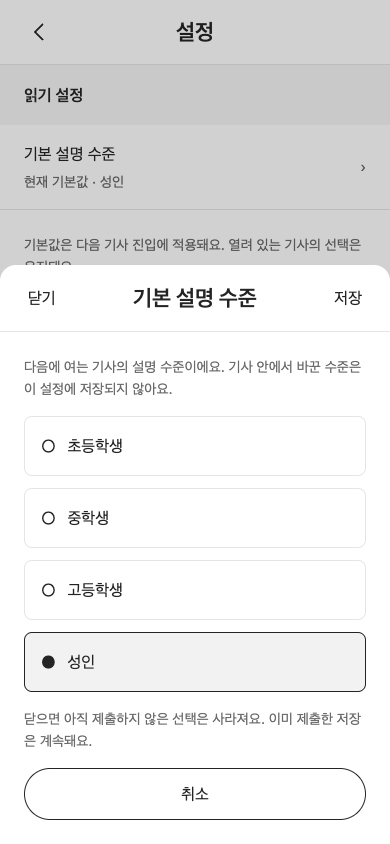 설정
읽기 설정
기본 설명 수준
현재 기본값 · 성인
기본값은 다음 기사 진입에 적용돼요. 열려 있는 기사의 선택은
닫기
기본 설명 수준
저장
다음에 여는 기사의 설명 수준이에요. 기사 안에서 바꾼 수준은
이 설정에 저장되지 않아요.
초등학생
중학생
고등학생
성인
닫으면 아직 제출하지 않은 선택은 사라져요. 이미 제출한 저장
은 계속돼요.
취소